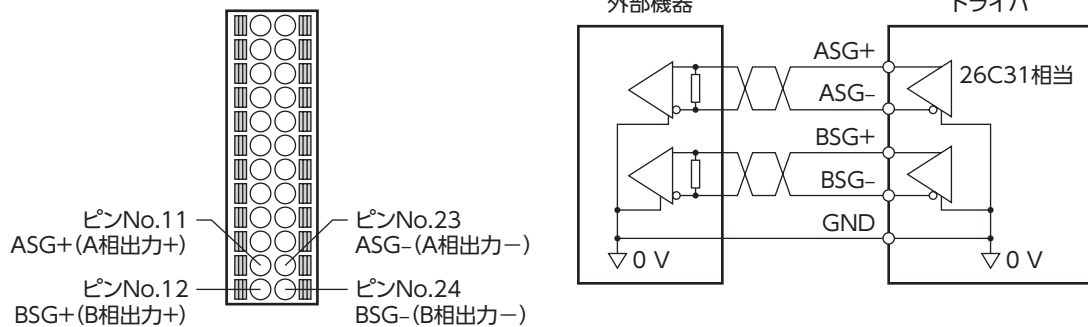 ピンNo.11
ASG+(A相出力+)
ピンNo.12
BSG+(B相出力+)
ピンNo.23
ASG−(A相出力−)
ピンNo.24
BSG−(B相出力−)
外部機器
ドライバ
ASG+
26C31相当
ASG−
BSG+
BSG−
GND
0 V
0 V